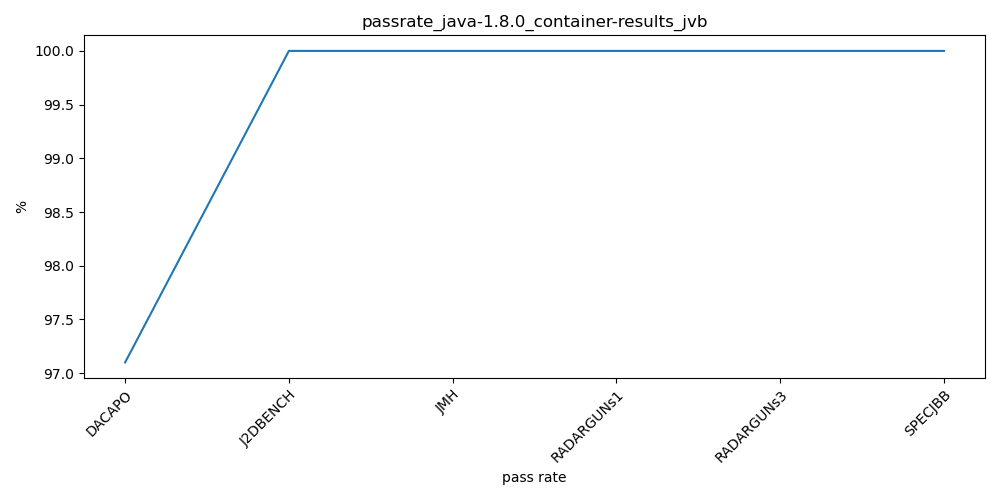 passrate_java-1.8.0_container-results_jvb
100.0
99.5
99.0
98.5
98.0
97.5
97.0
%
DACAPO
J2DBENCH
JMH
RADARGUNs1
RADARGUNs3
SPECJBB
pass rate